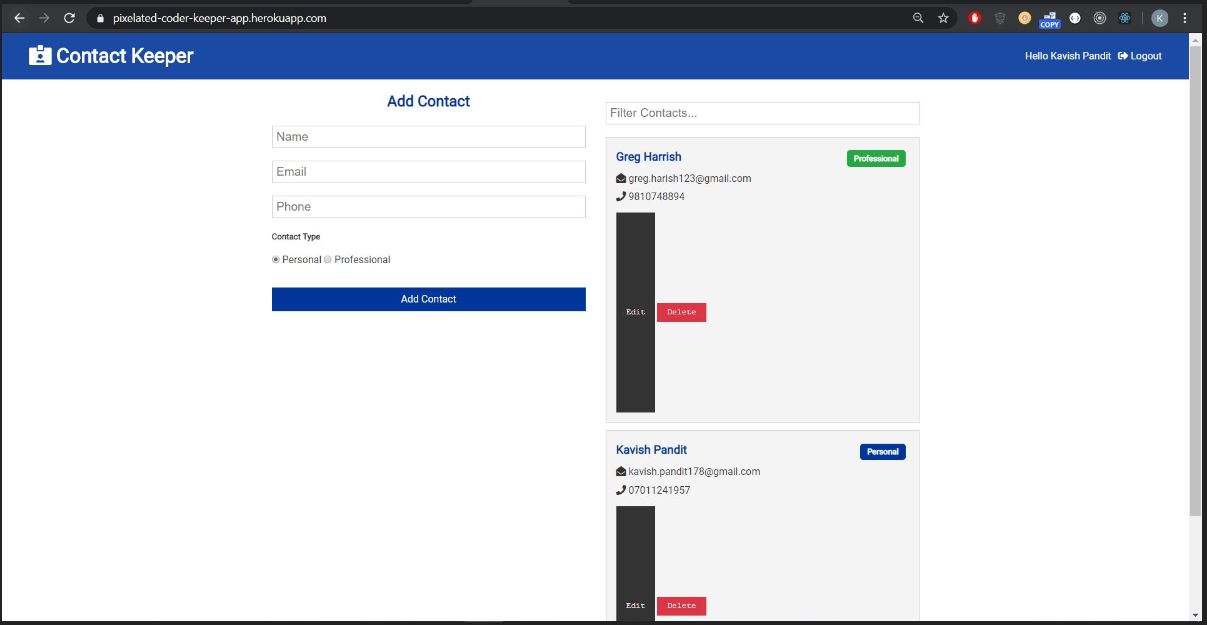 pixelated-coder-keeper-app.herokuapp.com
COPY
K
Contact Keeper
Hello Kavish Pandit Logout
Add Contact
Name
Email
Phone
Contact Type
Personal Professional
Add Contact
Filter Contacts...
Greg Harrish
Professional
greg.harish123@gmail.com
9810748894
Edit Delete
Kavish Pandit
Personal
kavish.pandit178@gmail.com
07011241957
Edit Delete